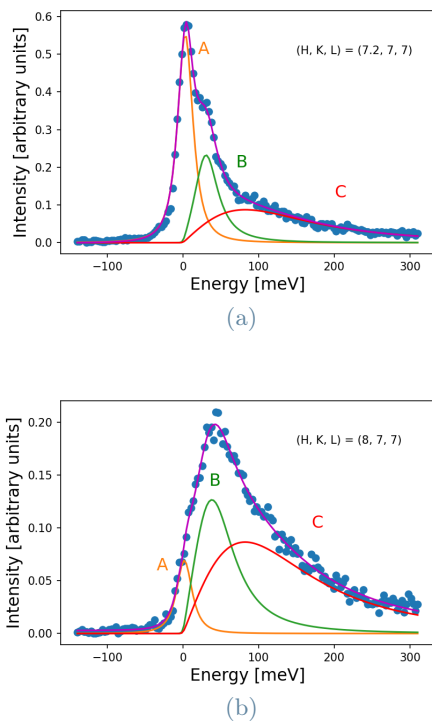 0.6
0.5
0.4
0.3
0.2
0.1
0.0
Intensity [arbitrary units]
A
B
C
(H, K, L) = (7.2, 7, 7)
−100
0
100
200
300
Energy [meV]
(a)
0.20
0.15
0.10
0.05
0.00
Intensity [arbitrary units]
(H, K, L) = (8, 7, 7)
B
C
A
−100
0
100
200
300
Energy [meV]
(b)